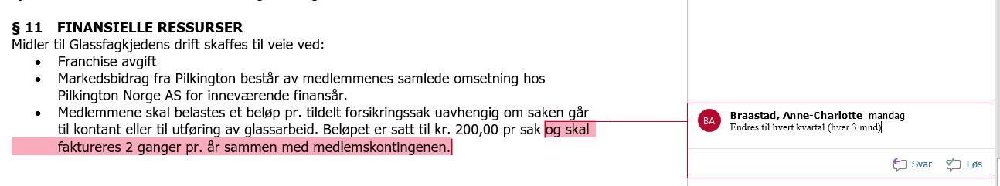 § 11 FINANSIELLE RESSURSER
Midler til Glassfagkjedens drift skaffes til veie ved:
• Franchise avgift
• Markedsbidrag fra Pilkington består av medlemmenes samlede omsetning hos
Pilkington Norge AS for inneværende finansår.
• Medlemmene skal belastes et beløp pr. tildelt forsikringssak uavhengig om saken går
til kontant eller til utføring av glassarbeid. Beløpet er satt til kr. 200,00 pr sak og skal
faktureres 2 ganger pr. år sammen med medlemskontingenen.
BA
Braastad, Anne-Charlotte mandag
Endres til hvert kvartal (hver 3 mnd)
Svar
Løs